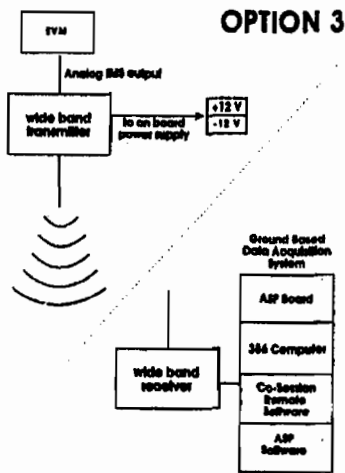 OPTION 3
Analog IMS output
wide band
transmitter
to on board
power supply
+12 V
-12 V
Ground Based
Data Acquisition
System
ASP Board
386 Computer
Co-Session
Remote
Software
ASP
Software
wide band
receiver